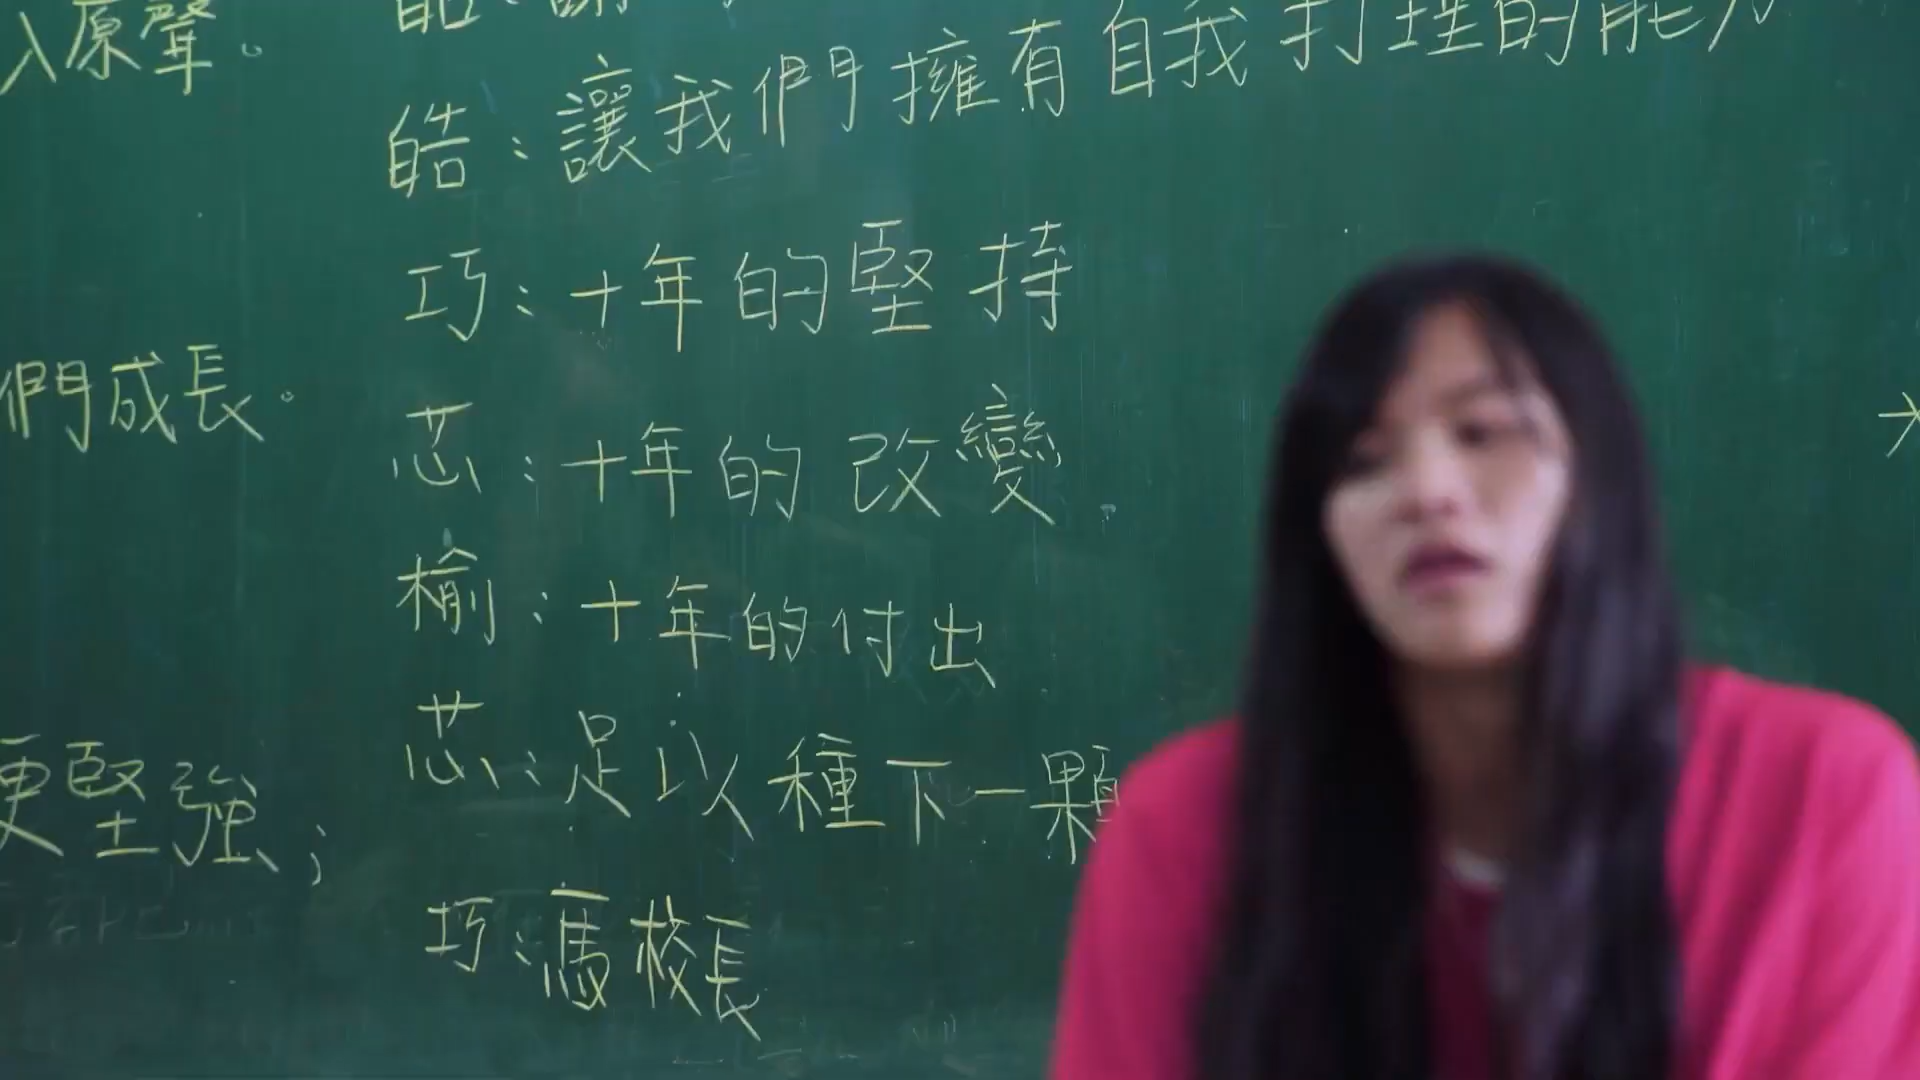 入原聲。
們成長。
更堅強；
皓：讓我們擁有自我打理的能力
巧：十年的堅持
芯：十年的改變
榆：十年的付出
芯：足以種下一顆
巧：馮校長